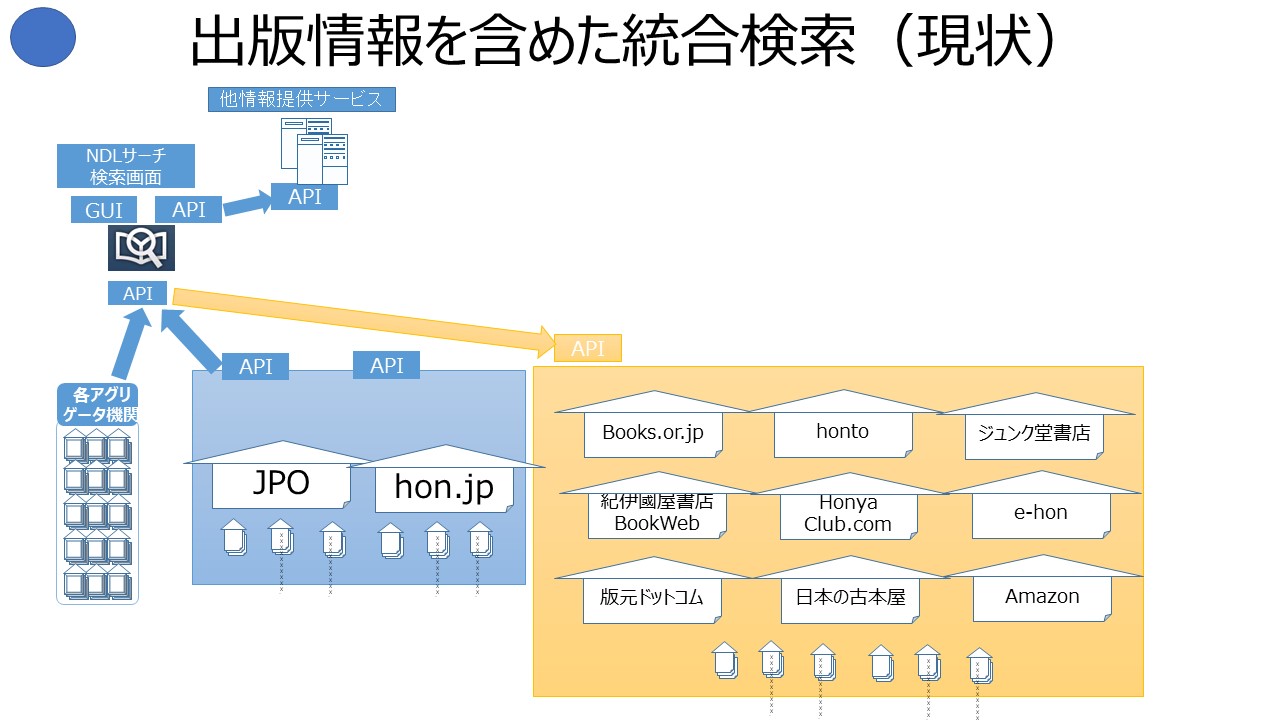 出版情報を含めた統合検索（現状）
他情報提供サービス
NDLサーチ
検索画面
GUI
API
API
API
API
API
API
各アグリ
ゲータ機関
JPO
hon.jp
Books.or.jp
honto
ジュンク堂書店
紀伊國屋書店
BookWeb
Honya
Club.com
e-hon
版元ドットコム
日本の古本屋
Amazon